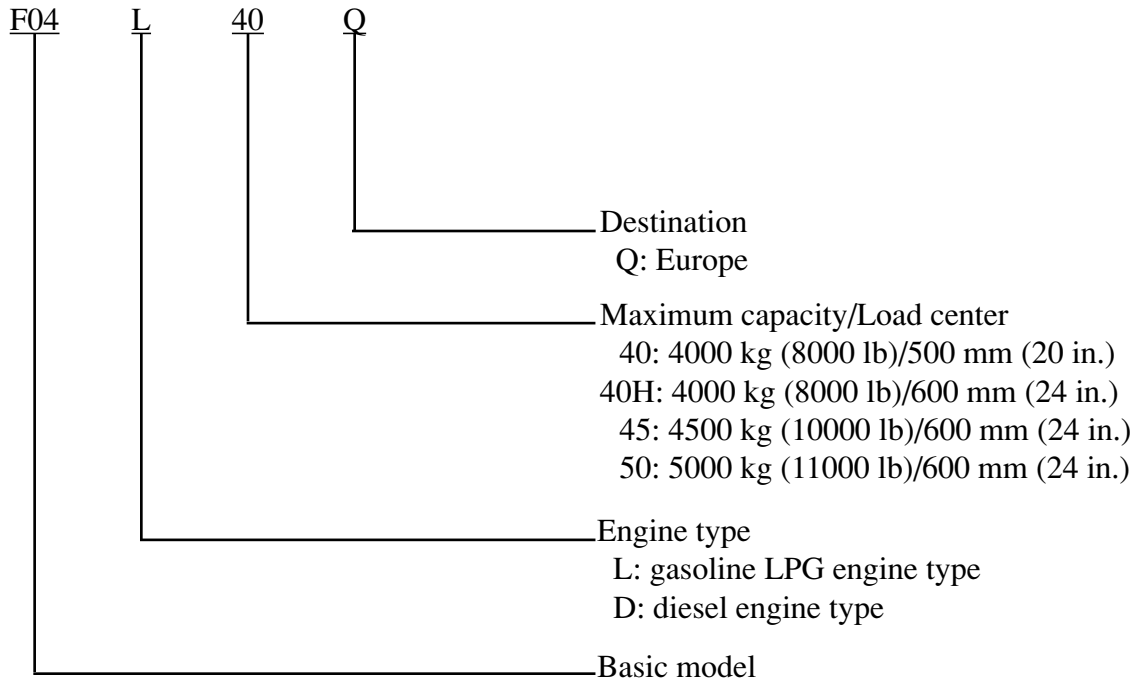 F04 L 40 Q
Destination
Q: Europe
Maximum capacity/Load center
40: 4000 kg (8000 lb)/500 mm (20 in.)
40H: 4000 kg (8000 lb)/600 mm (24 in.)
45: 4500 kg (10000 lb)/600 mm (24 in.)
50: 5000 kg (11000 lb)/600 mm (24 in.)
Engine type
L: gasoline LPG engine type
D: diesel engine type
Basic model